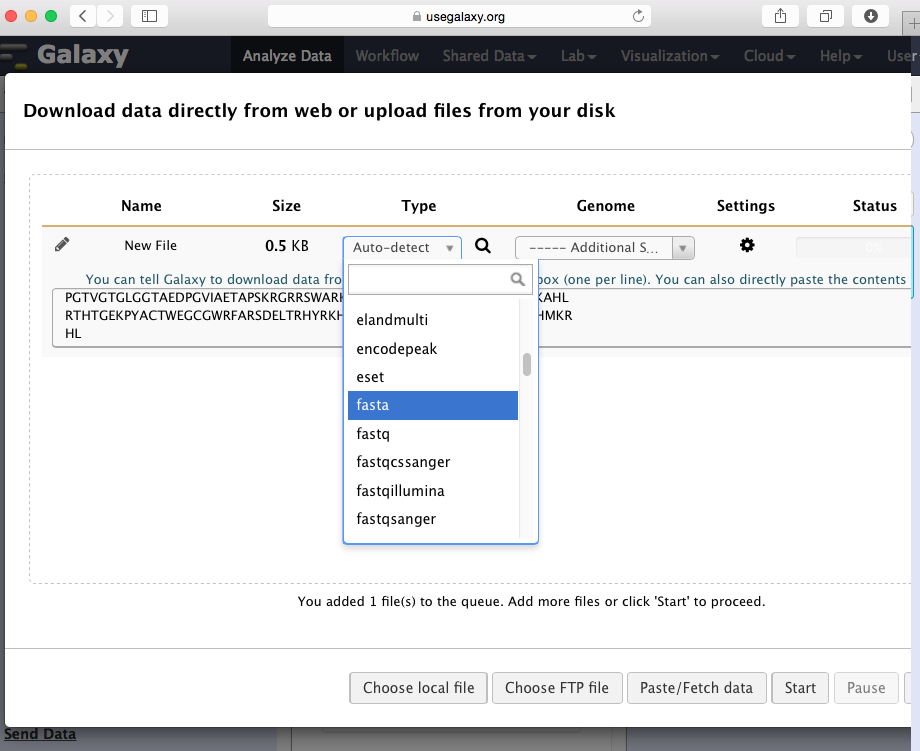 usegalaxy.org
Galaxy Analyze Data Workflow Shared Data Lab Visualization Cloud Help User
Download data directly from web or upload files from your disk
Name Size Type Genome Settings Status
New File 0.5 KB Auto-detect ----- Additional S... 0%
You can tell Galaxy to download data fro box (one per line). You can also directly paste the contents
PGTVGTGLGGTAEDPGVIAETAPSKRGRRSWARK KAHL
RTHTGEKPYACTWEGCGWRFARSDELTRHYRKH HMKR
HL
elandmulti
encodepeak
eset
fasta
fastq
fastqcssanger
fastqillumina
fastqsanger
You added 1 file(s) to the queue. Add more files or click 'Start' to proceed.
Choose local file Choose FTP file Paste/Fetch data Start Pause
Send Data